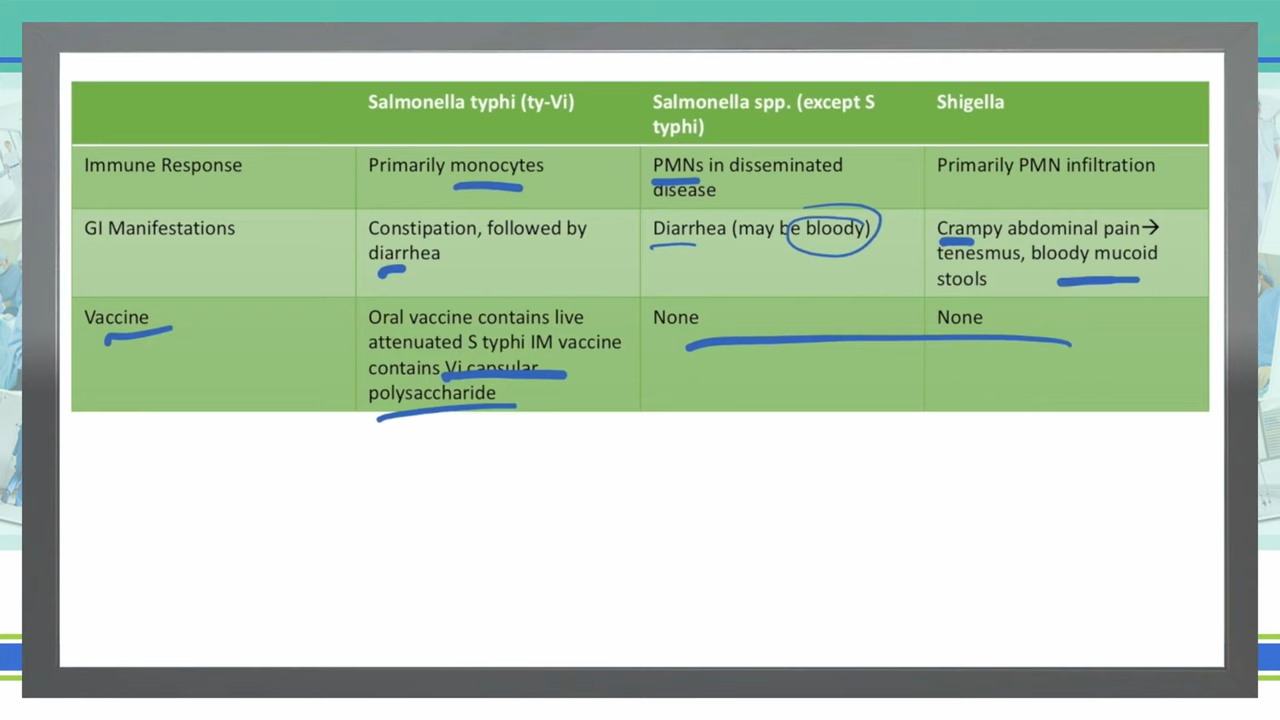 Salmonella typhi (ty-Vi)
Salmonella spp. (except S
typhi)
Shigella
Immune Response
Primarily monocytes
PMNs in disseminated
disease
Primarily PMN infiltration
GI Manifestations
Constipation, followed by
diarrhea
Diarrhea (may be bloody)
Crampy abdominal pain→
tenesmus, bloody mucoid
stools
Vaccine
Oral vaccine contains live
attenuated S typhi IM vaccine
contains Vi capsular
polysaccharide
None
None